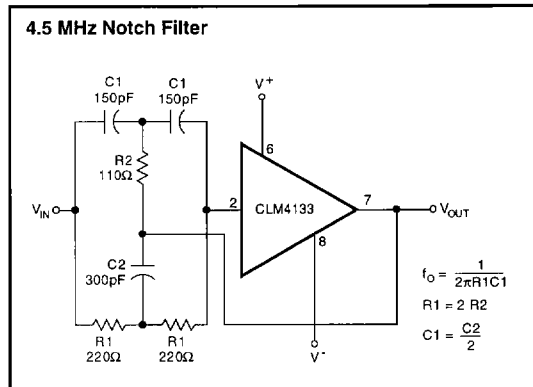 4.5 MHz Notch Filter
C1
150pF
C1
150pF
V+
R2
110Ω
6
2
CLM4133
7
VIN
VOUT
8
C2
300pF
fO = 1 / 2πR1C1
R1 = 2 R2
C1 = C2 / 2
R1
220Ω
R1
220Ω
V-